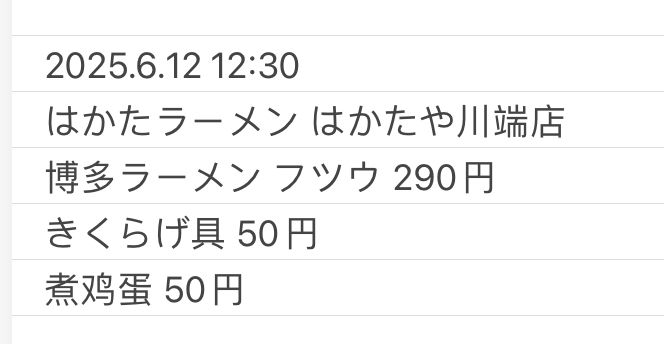 2025.6.12 12:30
はかたラーメン はかたや川端店
博多ラーメン フツウ 290円
きくらげ具 50円
煮鸡蛋 50円